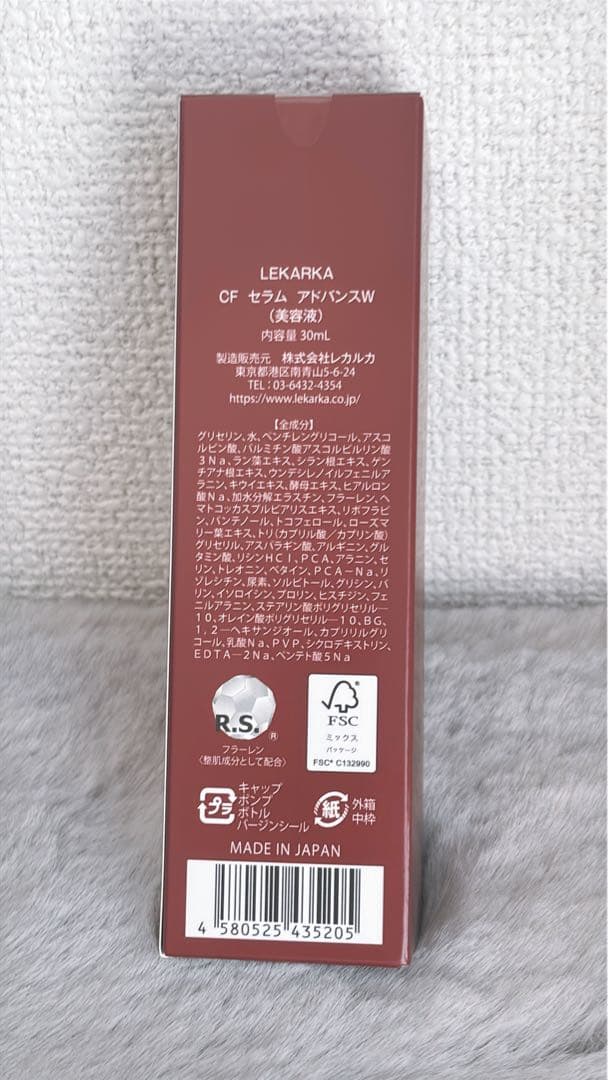 LEKARKA
CF セラム アドバンスW
（美容液）
内容量 30mL
製造販売元 株式会社レカルカ
東京都港区南青山5-6-24
TEL：03-6432-4354
https://www.lekarka.co.jp/
【全成分】
グリセリン、水、ペンチレングリコール、アスコ
ルビン酸、パルミチン酸アスコルビルリン酸
３Ｎａ、ラン藻エキス、シラン根エキス、ゲン
チアナ根エキス、ウンデシレノイルフェニルア
ラニン、キウイエキス、酵母エキス、ヒアルロン
酸Ｎａ、加水分解エラスチン、フラーレン、ヘ
マトコッカスプルビアリスエキス、リボフラビ
ン、パンテノール、トコフェロール、ローズマ
リー葉エキス、トリ（カプリル酸／カプリン酸）
グリセリル、アスパラギン酸、アルギニン、グル
タミン酸、リシンＨＣｌ、ＰＣＡ、アラニン、セ
リン、トレオニン、ベタイン、ＰＣＡ－Ｎａ、リ
ゾレシチン、尿素、ソルビトール、グリシン、バ
リン、イソロイシン、プロリン、ヒスチジン、フェ
ニルアラニン、ステアリン酸ポリグリセリル―
１０、オレイン酸ポリグリセリル―１０、ＢＧ、
１，２―ヘキサンジオール、カプリリルグリ
コール、乳酸Ｎａ、ＰＶＰ、シクロデキストリン、
ＥＤＴＡ―２Ｎａ、ペンテト酸５Ｎａ
R.S.®
フラーレン
〈整肌成分として配合〉
FSC
ミックス
パッケージ
FSC® C132990
プラ
キャップ
ポンプ
ボトル
バージンシール
紙
外箱
中枠
MADE IN JAPAN
4 580525 435205